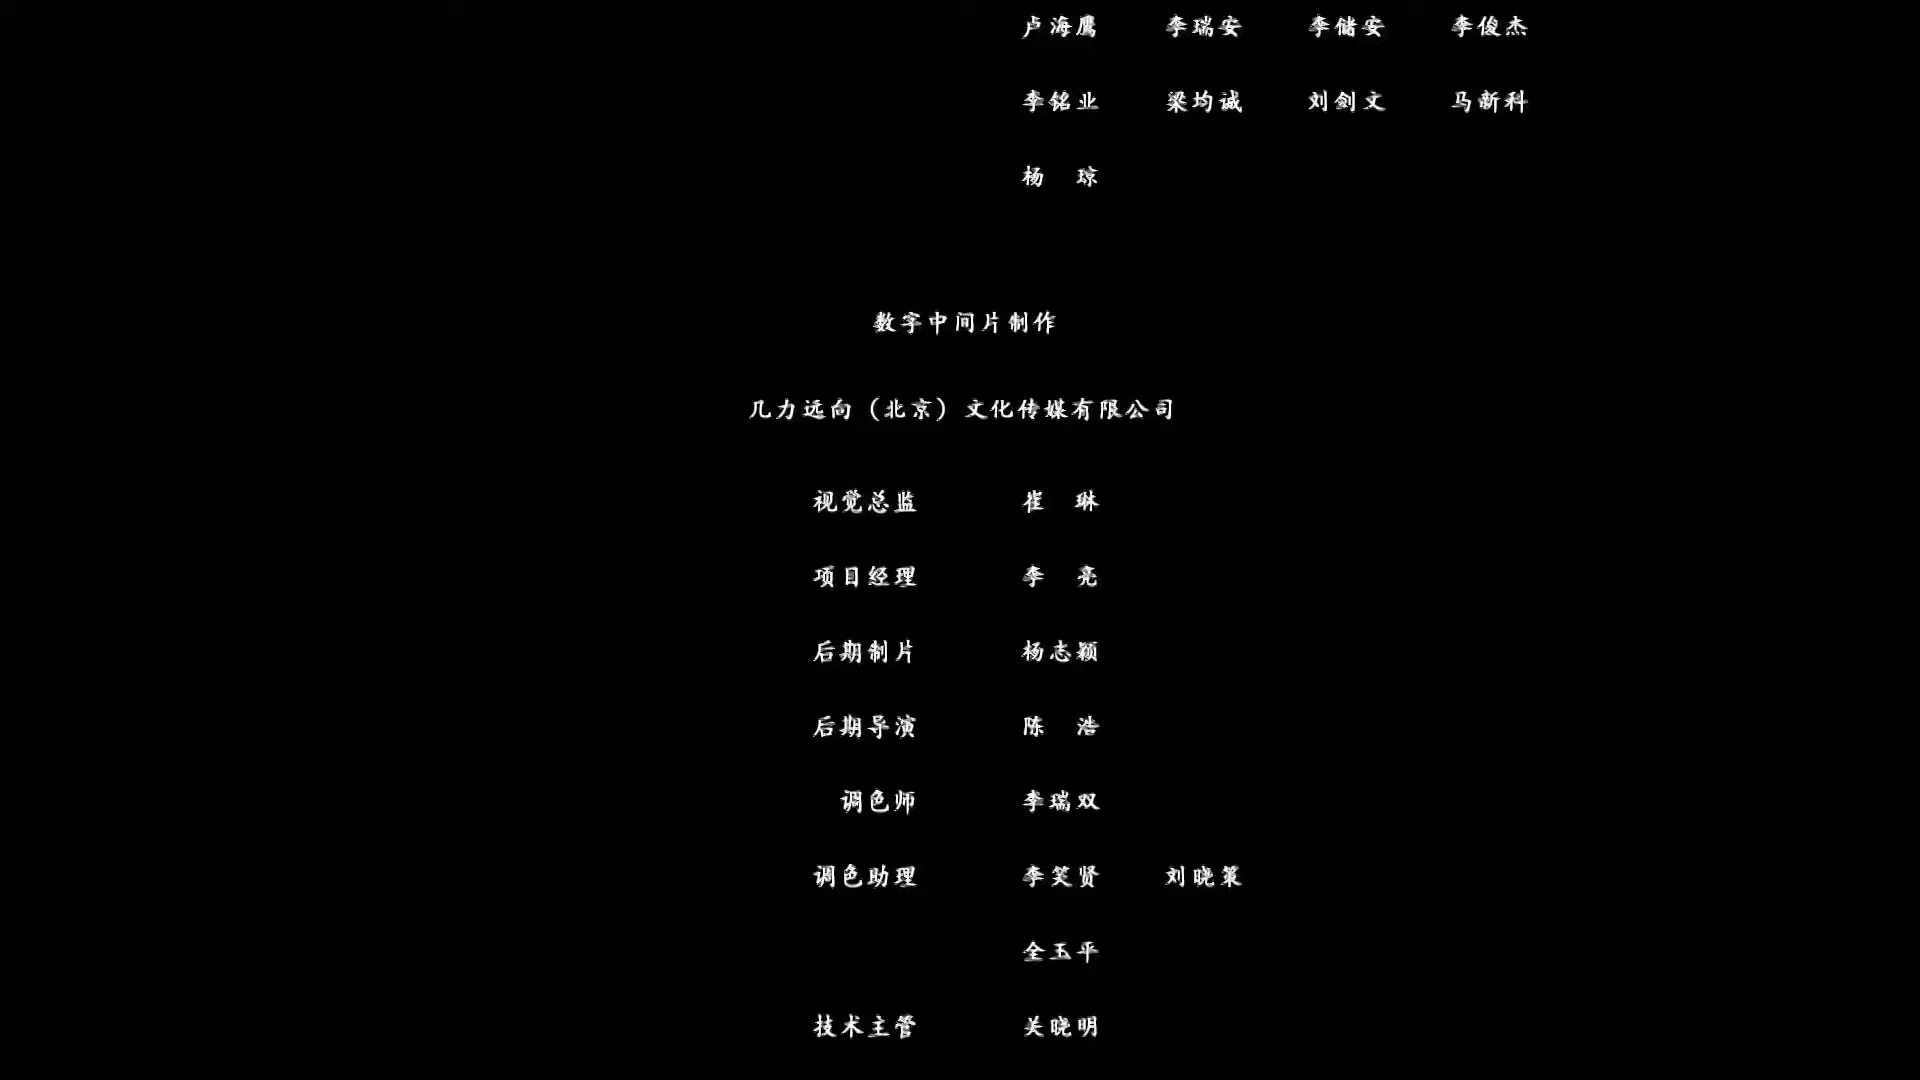 卢海鹰 李瑞安 李储安 李俊杰
李铭业 梁均诚 刘剑文 马新科
杨 琼
数字中间片制作
几力远向（北京）文化传媒有限公司
视觉总监 崔 琳
项目经理 李 亮
后期制片 杨志颖
后期导演 陈 浩
调色师 李瑞双
调色助理 李笑贤 刘晓策
全玉平
技术主管 关晓明